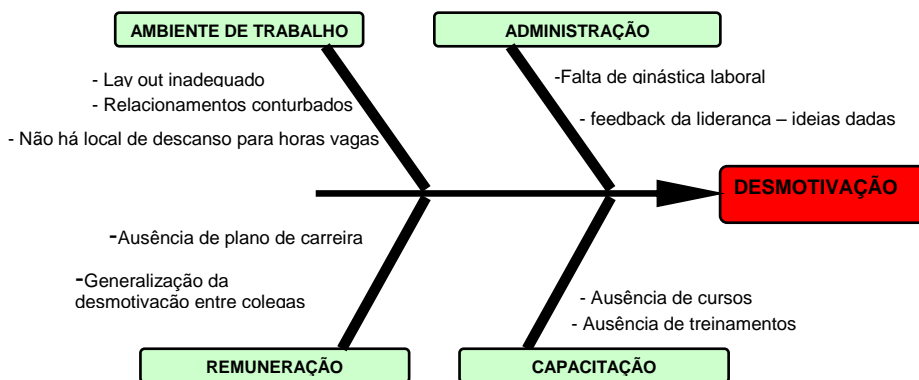 AMBIENTE DE TRABALHO
ADMINISTRAÇÃO
- Lay out inadequado
- Relacionamentos conturbados
- Não há local de descanso para horas vagas
-Falta de ginástica laboral
- feedback da liderança – ideias dadas
DESMOTIVAÇÃO
-Ausência de plano de carreira
-Generalização da
desmotivação entre colegas
- Ausência de cursos
- Ausência de treinamentos
REMUNERAÇÃO
CAPACITAÇÃO